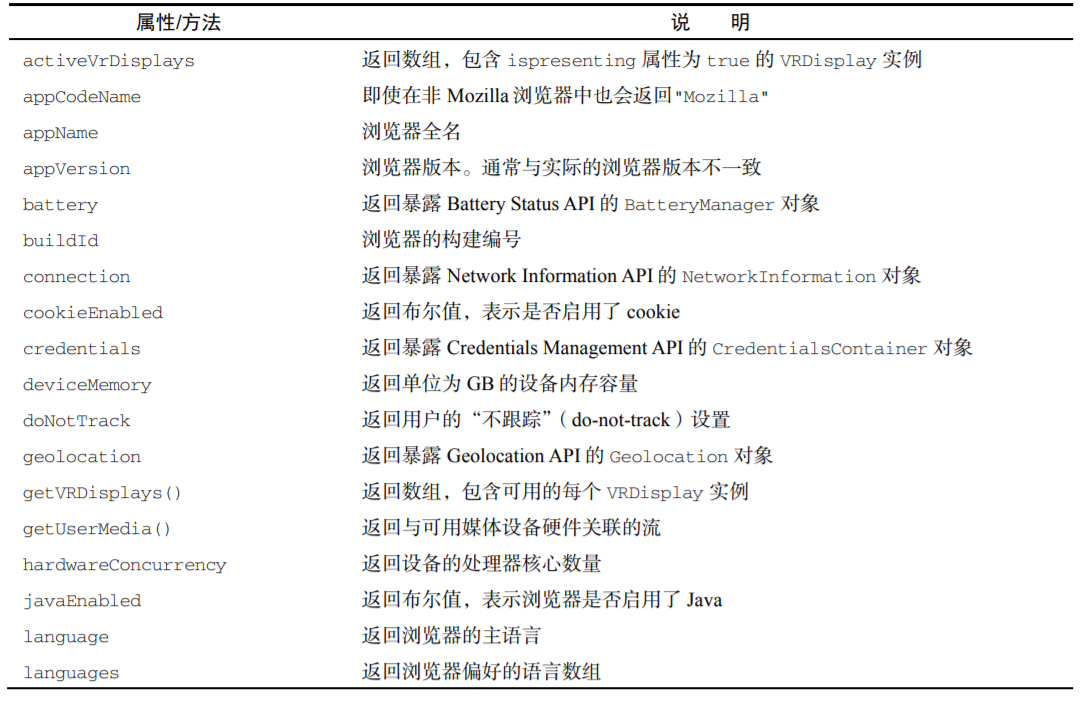 属性/方法 说 明
activeVrDisplays 返回数组，包含 ispresenting 属性为 true 的 VRDisplay 实例
appCodeName 即使在非 Mozilla 浏览器中也会返回"Mozilla"
appName 浏览器全名
appVersion 浏览器版本。通常与实际的浏览器版本不一致
battery 返回暴露 Battery Status API 的 BatteryManager 对象
buildId 浏览器的构建编号
connection 返回暴露 Network Information API 的 NetworkInformation 对象
cookieEnabled 返回布尔值，表示是否启用了 cookie
credentials 返回暴露 Credentials Management API 的 CredentialsContainer 对象
deviceMemory 返回单位为 GB 的设备内存容量
doNotTrack 返回用户的“不跟踪”（do-not-track）设置
geolocation 返回暴露 Geolocation API 的 Geolocation 对象
getVRDisplays() 返回数组，包含可用的每个 VRDisplay 实例
getUserMedia() 返回与可用媒体设备硬件关联的流
hardwareConcurrency 返回设备的处理器核心数量
javaEnabled 返回布尔值，表示浏览器是否启用了 Java
language 返回浏览器的主语言
languages 返回浏览器偏好的语言数组